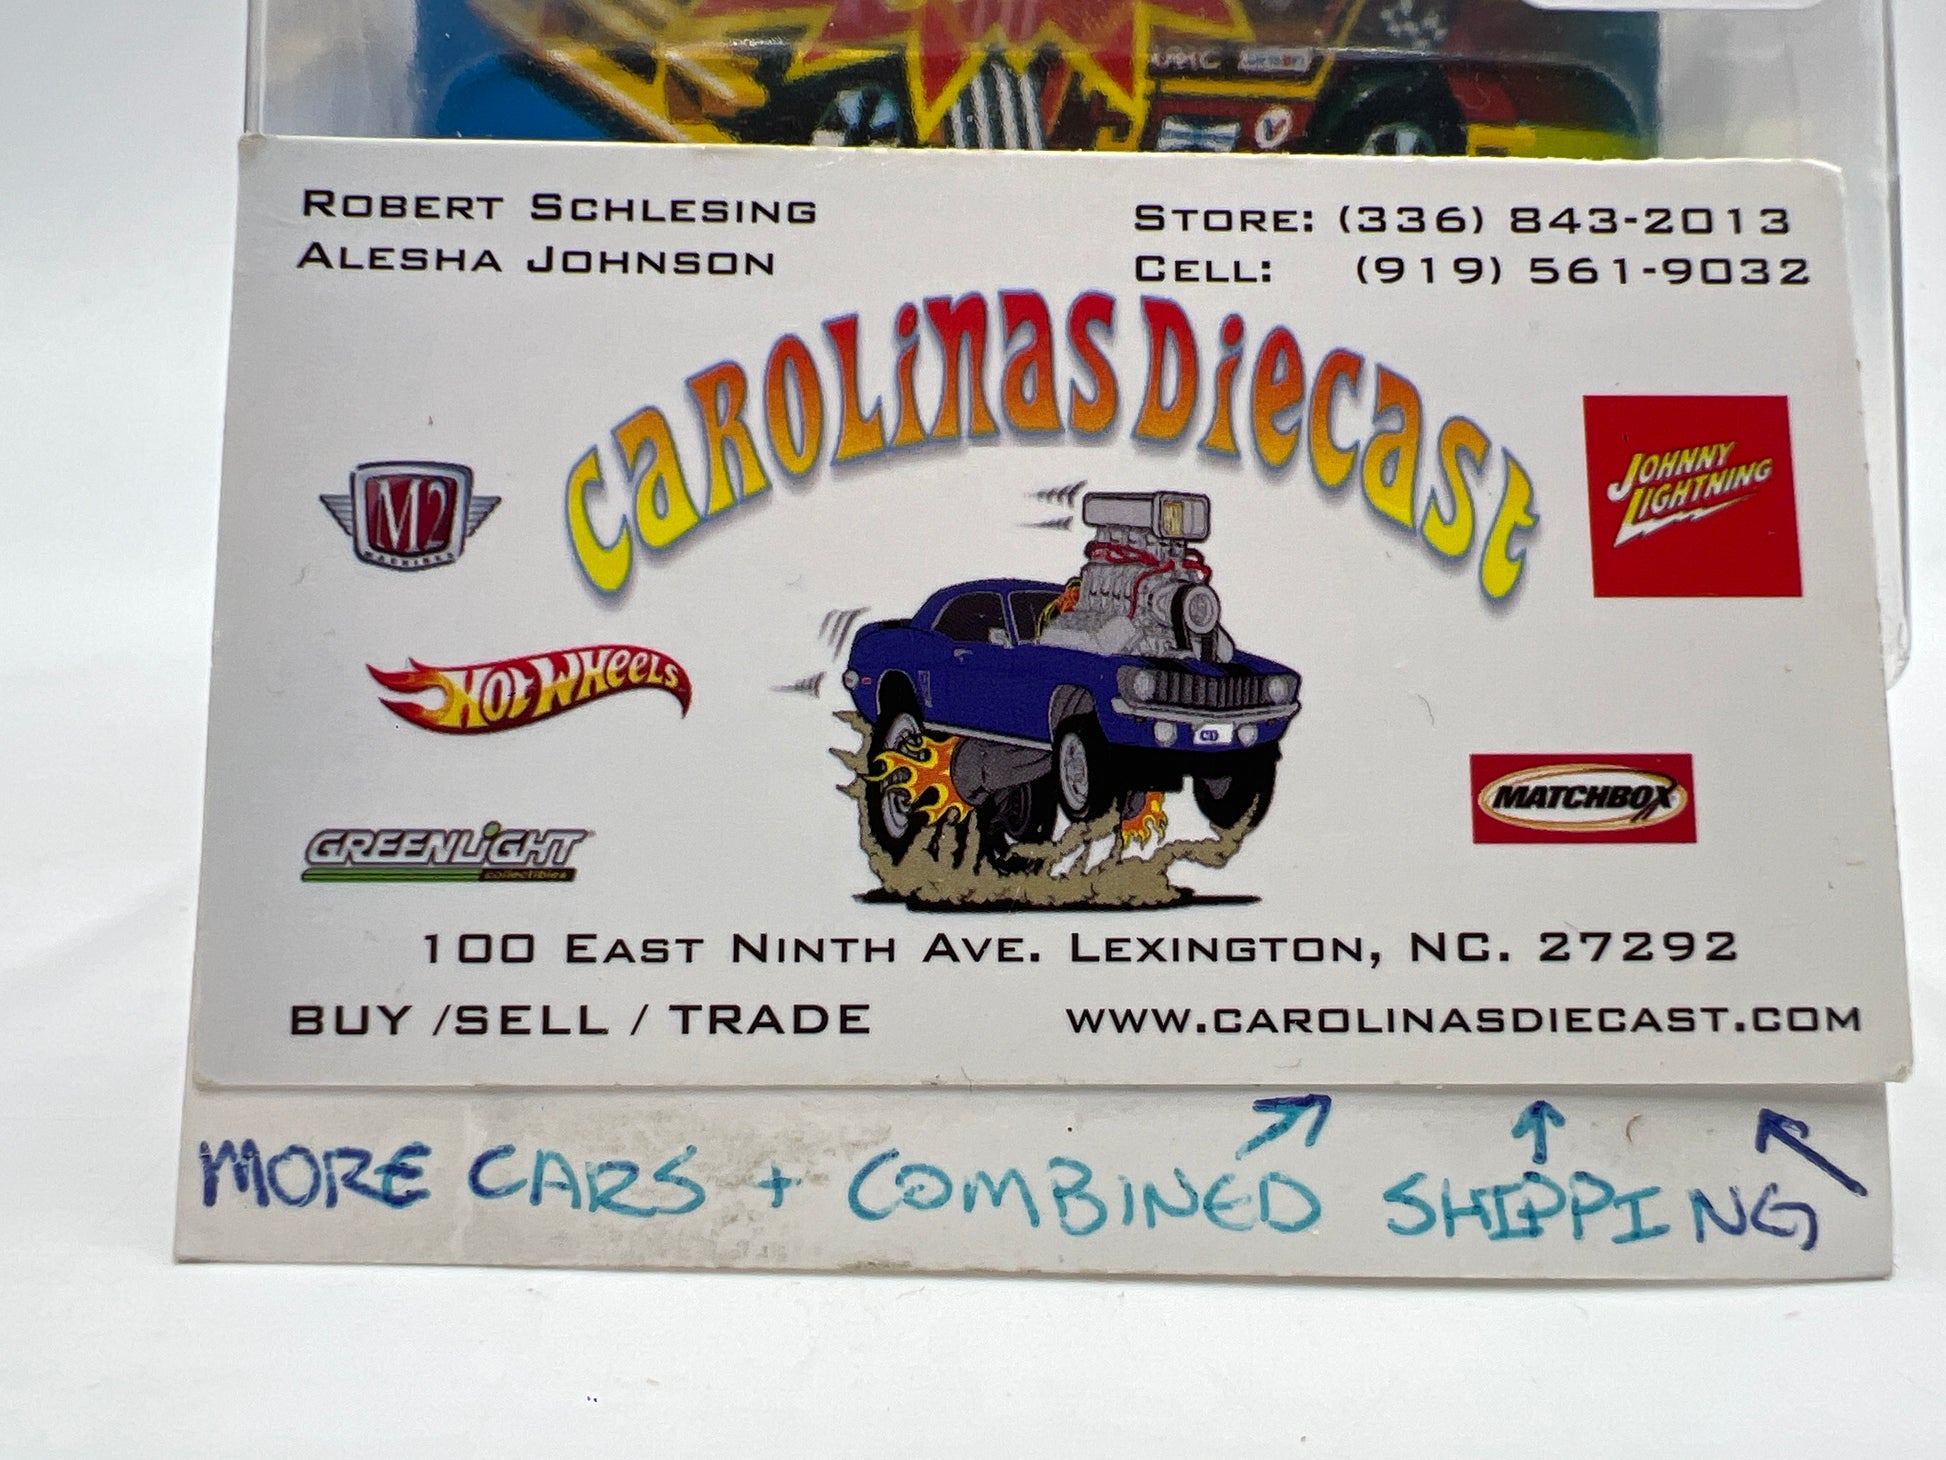 ROBERT SCHLESING
ALESHA JOHNSON
STORE: (336) 843-2013
CELL: (919) 561-9032
CAROLINAS DIECAST
M2
MACHINES
JOHNNY
LIGHTNING
HOT WHEELS
MATCHBOX
GREENLIGHT
collectibles
100 EAST NINTH AVE. LEXINGTON, NC. 27292
BUY /SELL / TRADE
WWW.CAROLINASDIECAST.COM
MORE CARS + COMBINED SHIPPING